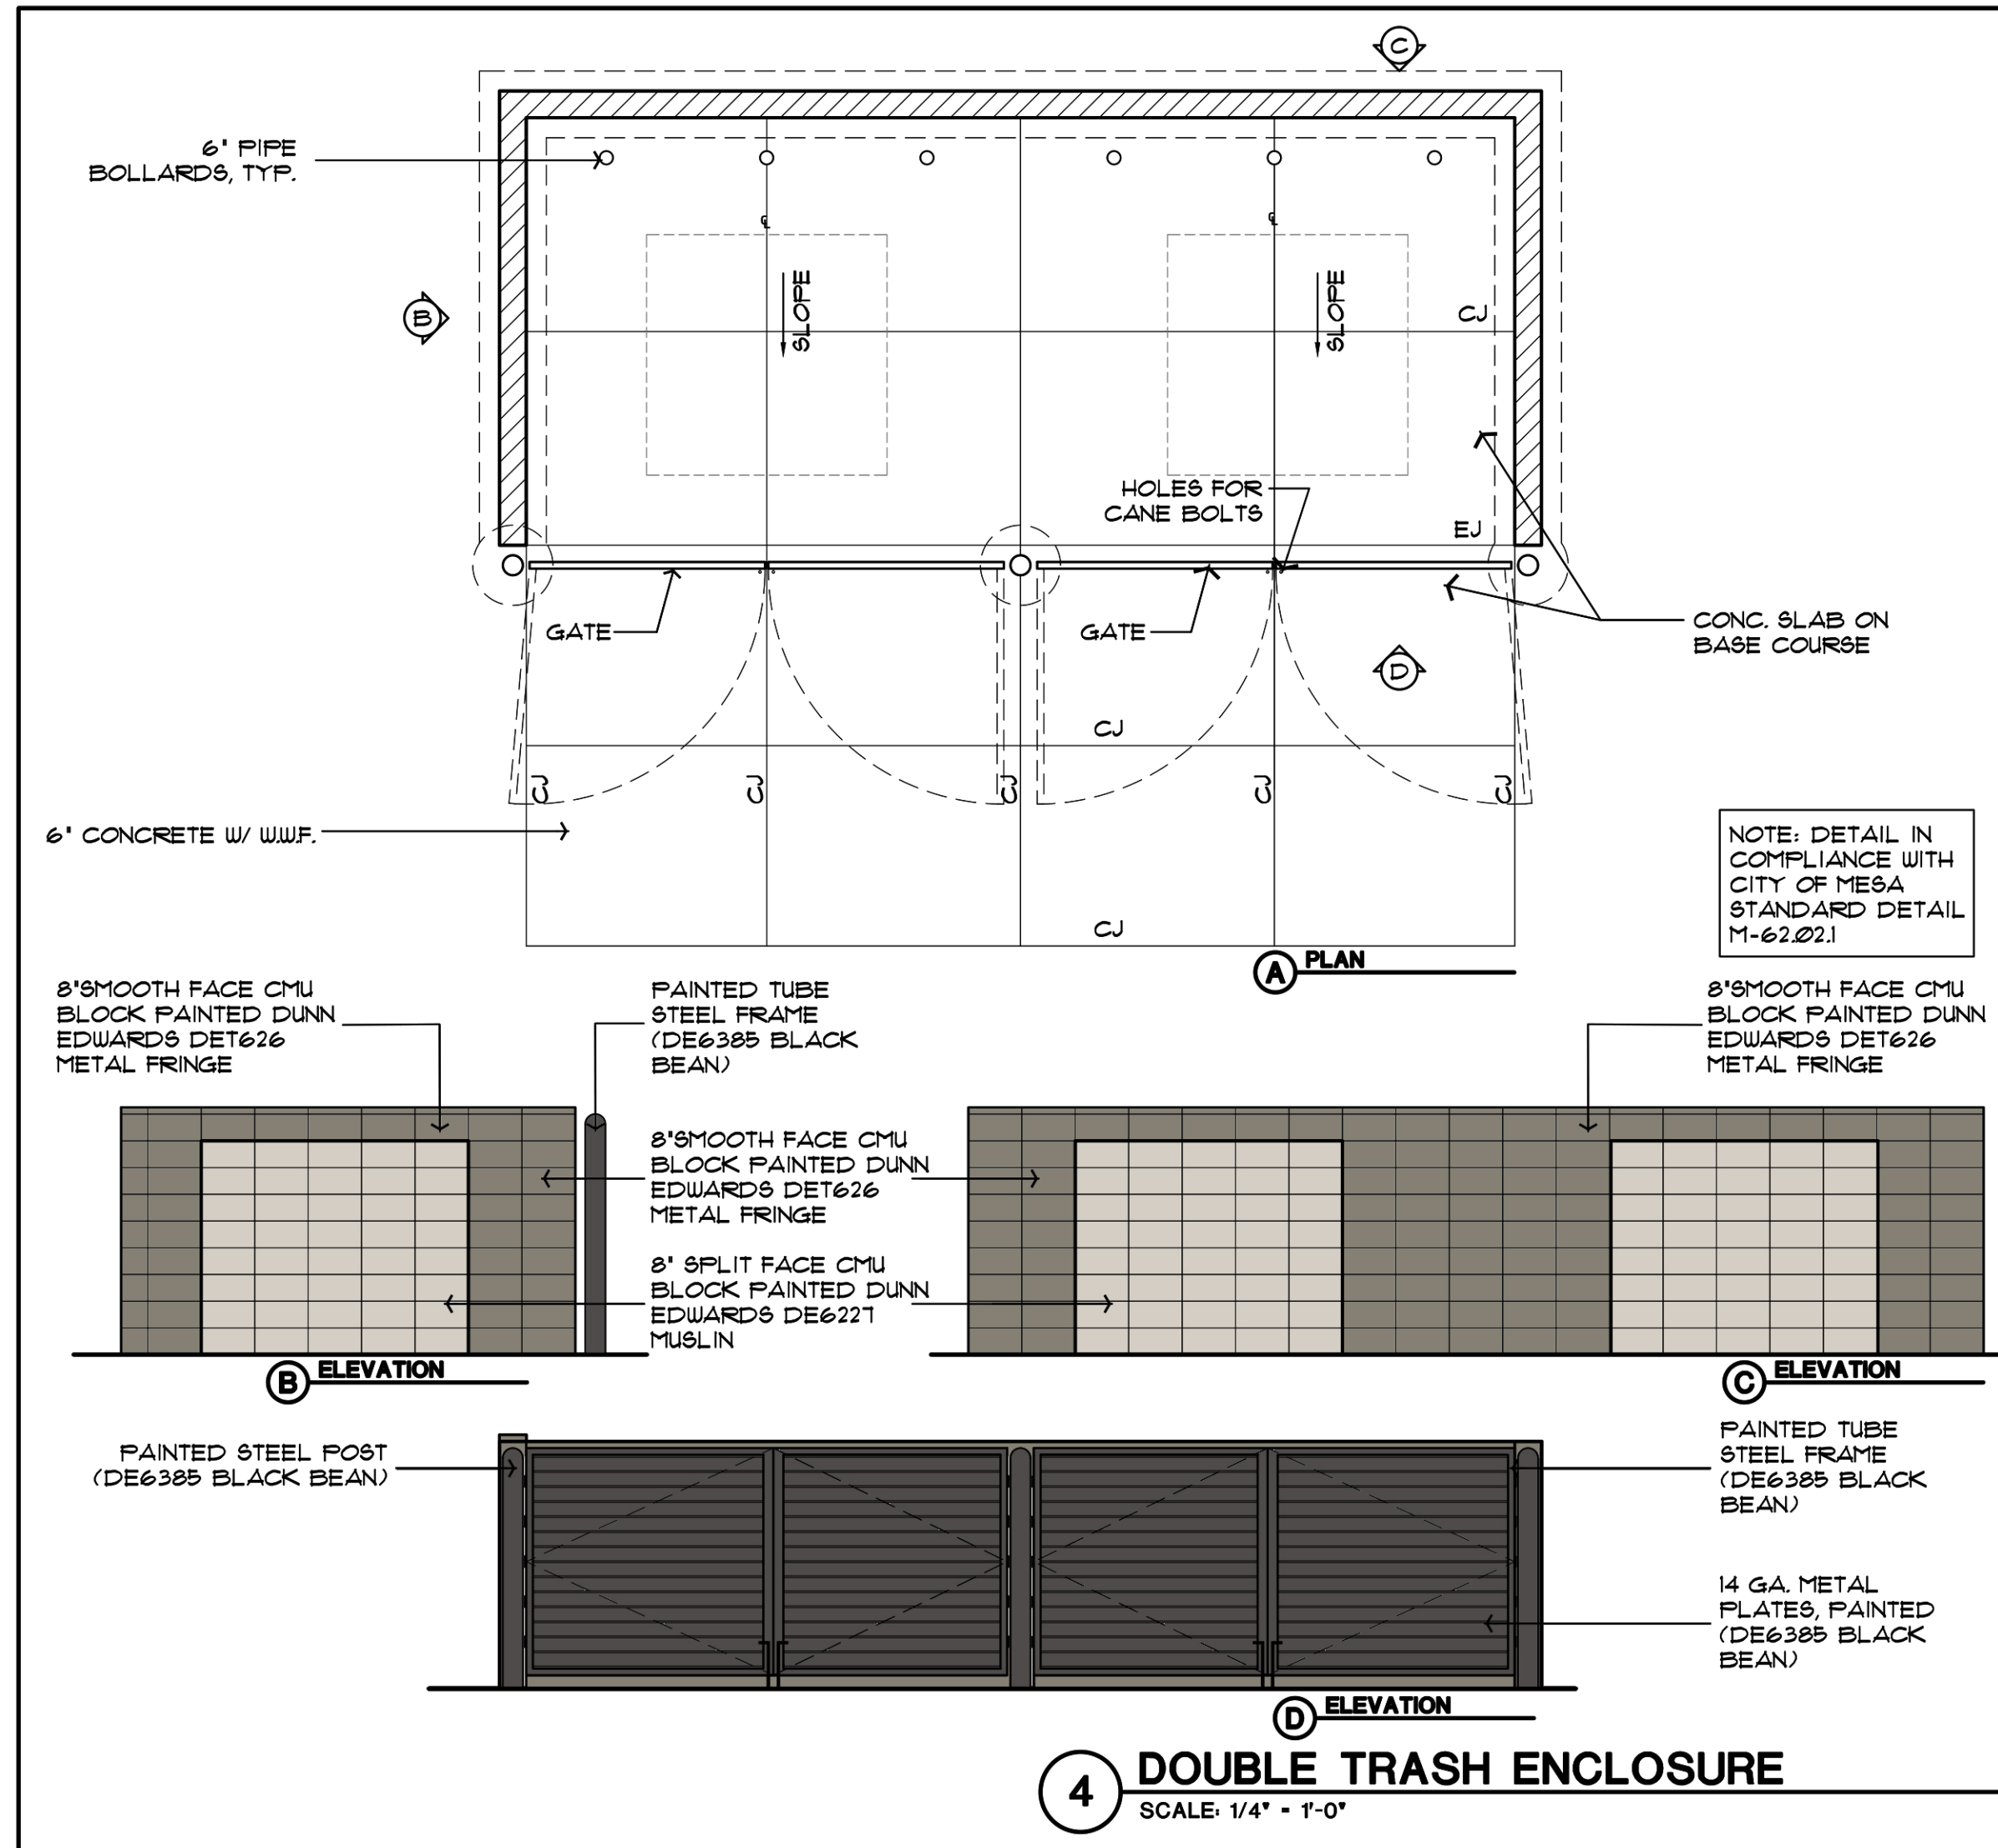 C
6" PIPE
BOLLARDS, TYP.
B
SLOPE
SLOPE
CJ
HOLES FOR
CANE BOLTS
EJ
GATE
GATE
CONC. SLAB ON
BASE COURSE
D
CJ
CJ
CJ
CJ
CJ
CJ
6" CONCRETE W/ W.W.F.
CJ
NOTE: DETAIL IN
COMPLIANCE WITH
CITY OF MESA
STANDARD DETAIL
M-62.02.1
A PLAN
8"SMOOTH FACE CMU
BLOCK PAINTED DUNN
EDWARDS DET626
METAL FRINGE
PAINTED TUBE
STEEL FRAME
(DE6385 BLACK
BEAN)
8"SMOOTH FACE CMU
BLOCK PAINTED DUNN
EDWARDS DET626
METAL FRINGE
8"SMOOTH FACE CMU
BLOCK PAINTED DUNN
EDWARDS DET626
METAL FRINGE
8" SPLIT FACE CMU
BLOCK PAINTED DUNN
EDWARDS DE6227
MUSLIN
B ELEVATION
C ELEVATION
PAINTED STEEL POST
(DE6385 BLACK BEAN)
PAINTED TUBE
STEEL FRAME
(DE6385 BLACK
BEAN)
14 GA. METAL
PLATES, PAINTED
(DE6385 BLACK
BEAN)
D ELEVATION
4 DOUBLE TRASH ENCLOSURE
SCALE: 1/4" = 1'-0"